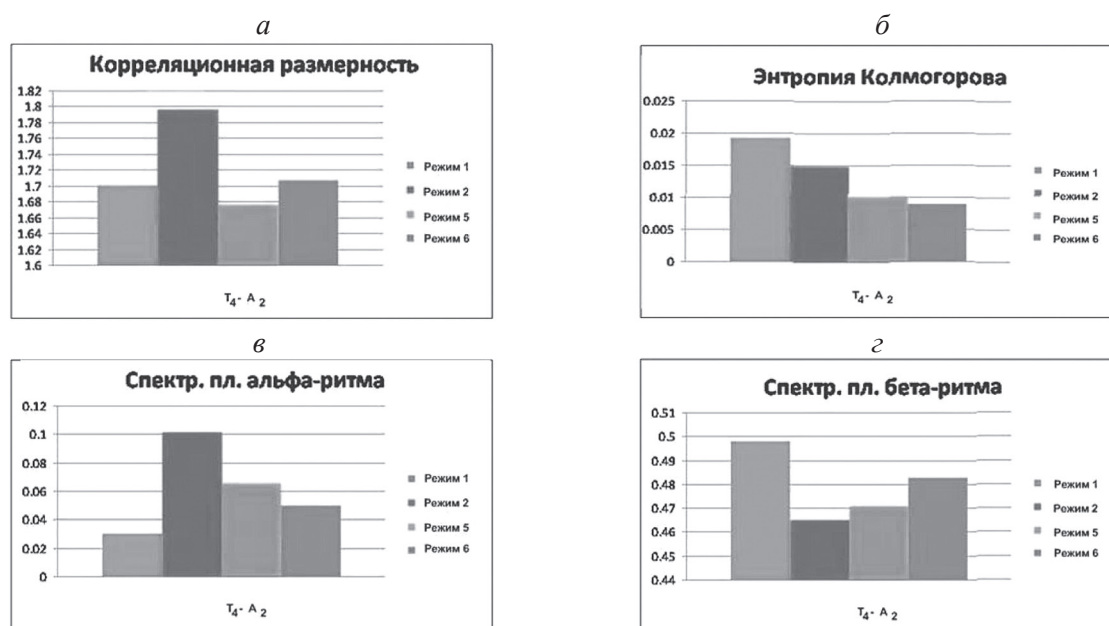 а
Корреляционная размерность
1.82
1.8
1.78
1.76
1.74
1.72
1.7
1.68
1.66
1.64
1.62
1.6
Режим 1
Режим 2
Режим 5
Режим 6
T4- A 2
б
Энтропия Колмогорова
0.025
0.02
0.015
0.01
0.005
0
Режим 1
Режим 2
Режим 5
Режим 6
T4- A 2
в
Спектр. пл. альфа-ритма
0.12
0.1
0.08
0.06
0.04
0.02
0
Режим 1
Режим 2
Режим 5
Режим 6
T4- A 2
г
Спектр. пл. бета-ритма
0.51
0.5
0.49
0.48
0.47
0.46
0.45
0.44
Режим 1
Режим 2
Режим 5
Режим 6
T4- A 2